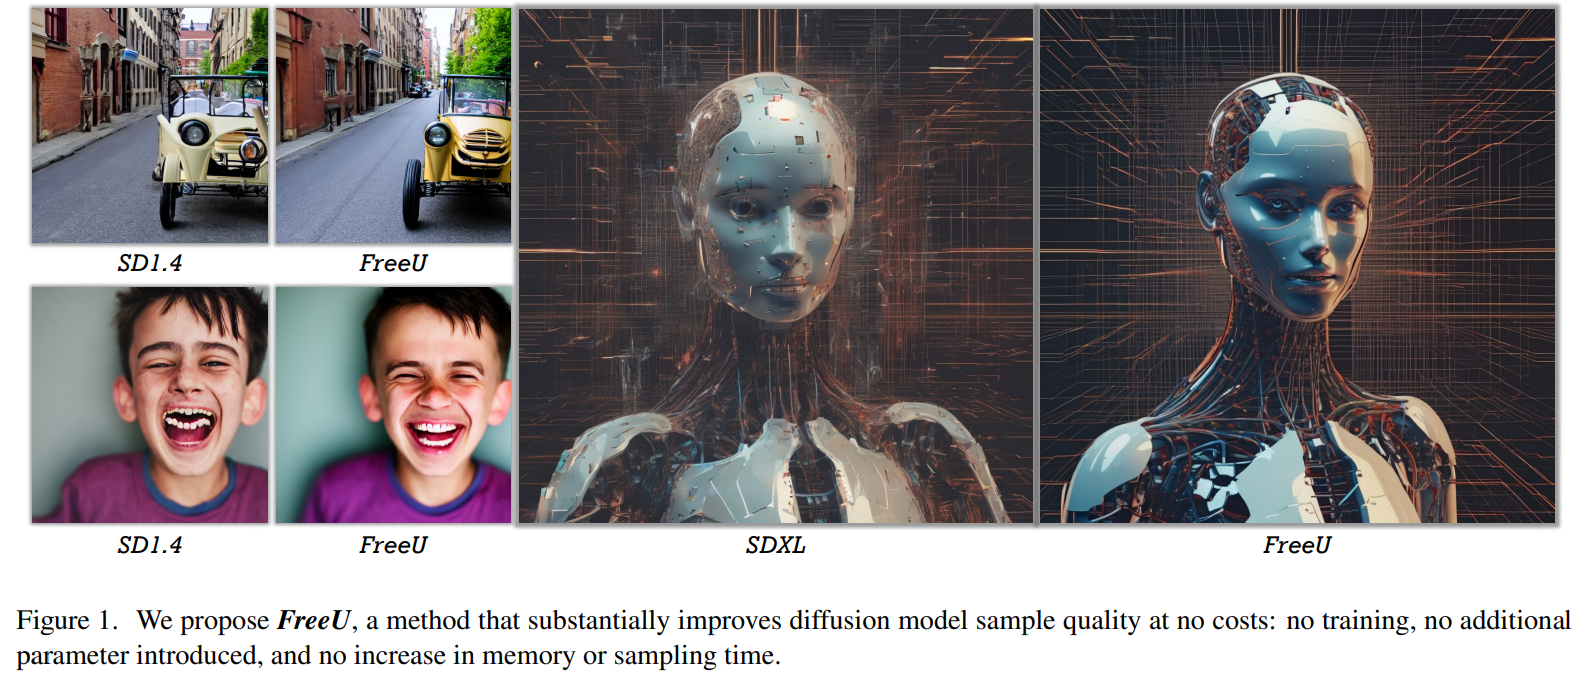 SD1.4 FreeU
SD1.4 FreeU SDXL FreeU
Figure 1. We propose FreeU, a method that substantially improves diffusion model sample quality at no costs: no training, no additional
parameter introduced, and no increase in memory or sampling time.